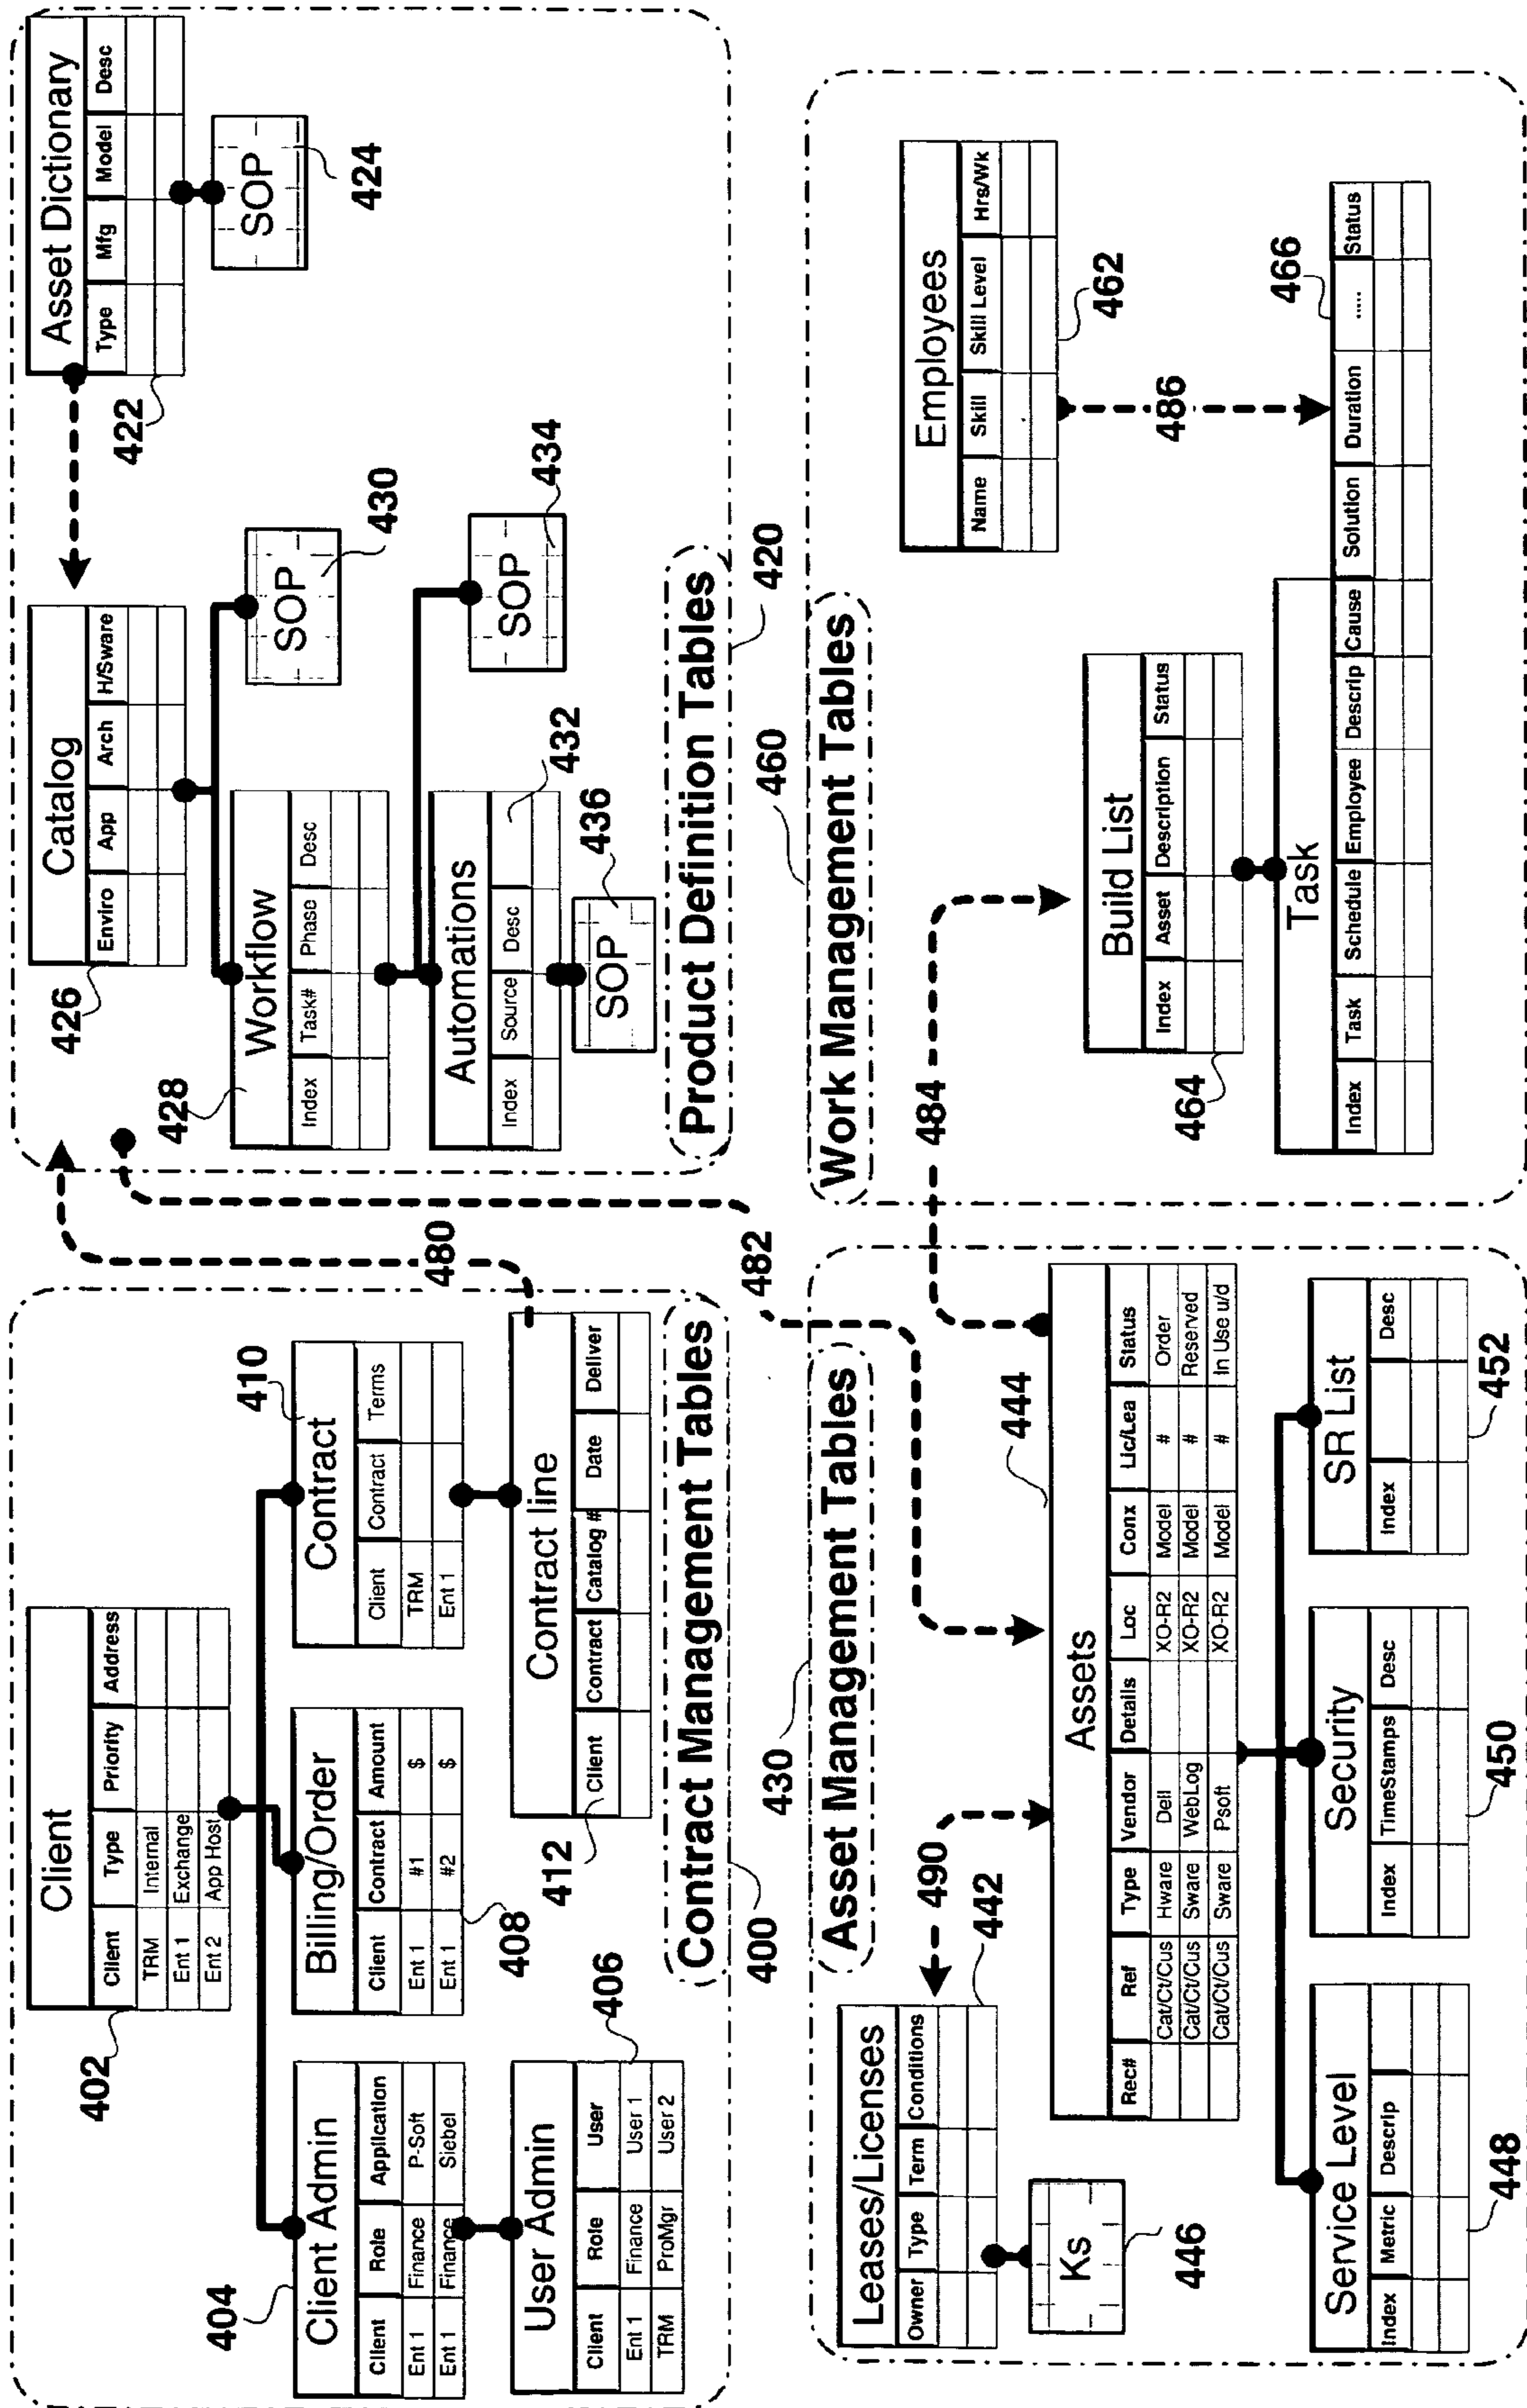 Client
Client Type Priority Address
TRM Internal
Ent 1 Exchange
Ent 2 App Host
402
404
Client Admin
Client Role Application
Ent 1 Finance P-Soft
Ent 1 Finance Siebel
Billing/Order
Client Contract Amount
Ent 1 #1 $
Ent 1 #2 $
408
410
Contract
Client Contract Terms
TRM
Ent 1
User Admin
Client Role User
Ent 1 Finance User 1
TRM ProMgr User 2
406
Contract line
Client Contract Catalog # Date Deliver
412
Contract Management Tables
400
480
482
Catalog
Enviro App Arch H/Sware
426
Asset Dictionary
Type Mfg Model Desc
422
SOP
424
428
Workflow
Index Task# Phase Desc
SOP
430
Automations
Index Source Desc
432
SOP
434
SOP
436
Product Definition Tables
420
430
Asset Management Tables
Leases/Licenses
Owner Type Term Conditions
442
490
Ks
446
444
Assets
Rec# Ref Type Vendor Details Loc Conx Lic/Lea Status
Cat/Ct/Cus Hware Dell XO-R2 Model # Order
Cat/Ct/Cus Sware WebLog XO-R2 Model # Reserved
Cat/Ct/Cus Sware Psoft XO-R2 Model # In Use u/d
Service Level
Index Metric Descrip
448
Security
Index TimeStamps Desc
450
SR List
Index Desc
452
484
460
Work Management Tables
Build List
Index Asset Description Status
464
Employees
Name Skill Skill Level Hrs/Wk
462
486
Task
Index Task Schedule Employee Descrip Cause Solution Duration ..... Status
466